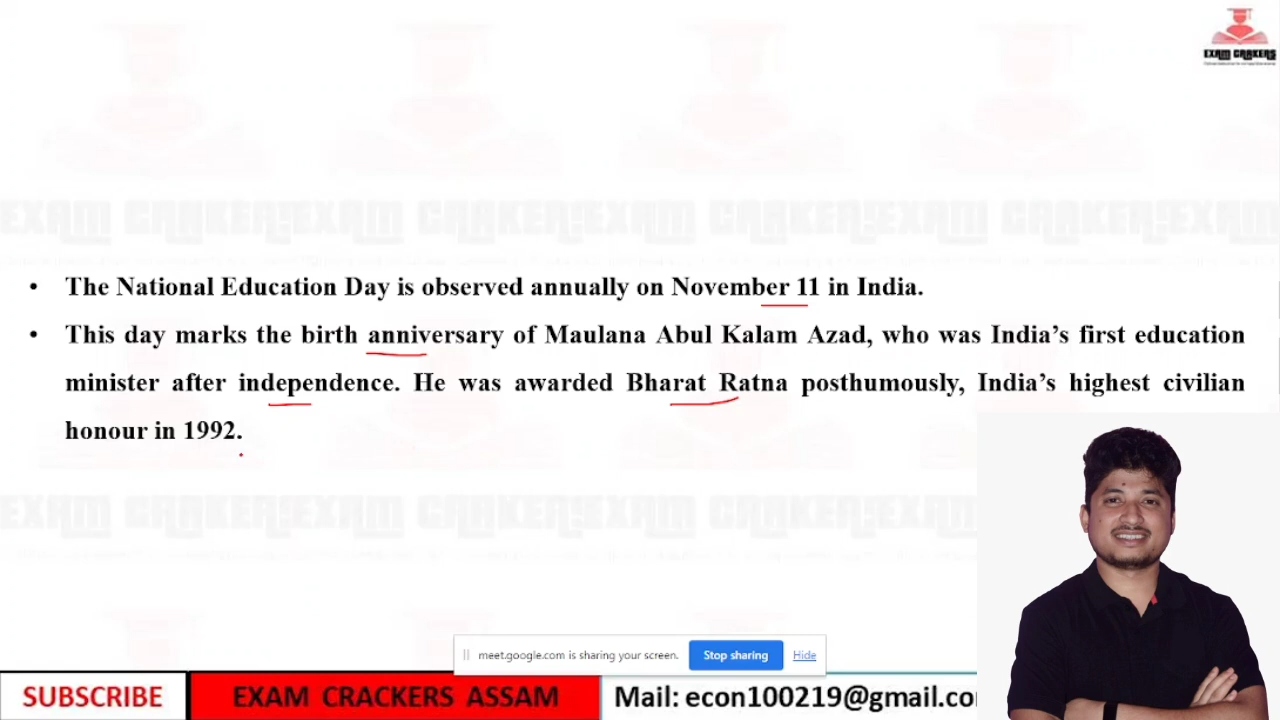 EXAM CRAKERS
• The National Education Day is observed annually on November 11 in India.
• This day marks the birth anniversary of Maulana Abul Kalam Azad, who was India’s first education
minister after independence. He was awarded Bharat Ratna posthumously, India’s highest civilian
honour in 1992.
meet.google.com is sharing your screen. Stop sharing Hide
SUBSCRIBE EXAM CRACKERS ASSAM Mail: econ100219@gmail.co